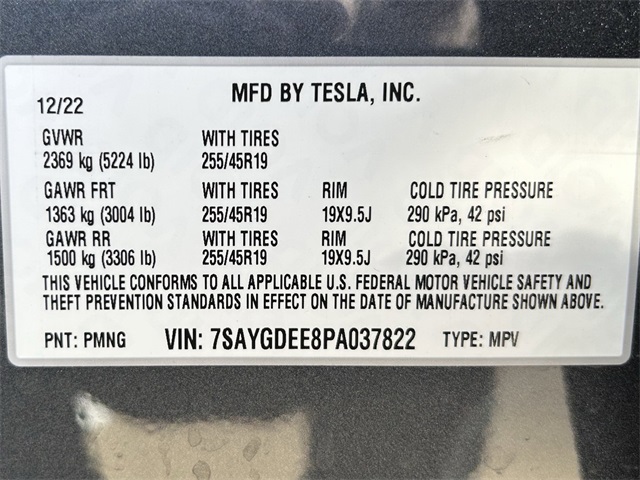 MFD BY TESLA, INC.
12/22
GVWR WITH TIRES
2369 kg (5224 lb) 255/45R19
GAWR FRT WITH TIRES RIM COLD TIRE PRESSURE
1363 kg (3004 lb) 255/45R19 19X9.5J 290 kPa, 42 psi
GAWR RR WITH TIRES RIM COLD TIRE PRESSURE
1500 kg (3306 lb) 255/45R19 19X9.5J 290 kPa, 42 psi
THIS VEHICLE CONFORMS TO ALL APPLICABLE U.S. FEDERAL MOTOR VEHICLE SAFETY AND
THEFT PREVENTION STANDARDS IN EFFECT ON THE DATE OF MANUFACTURE SHOWN ABOVE.
PNT: PMNG VIN: 7SAYGDEE8PA037822 TYPE: MPV